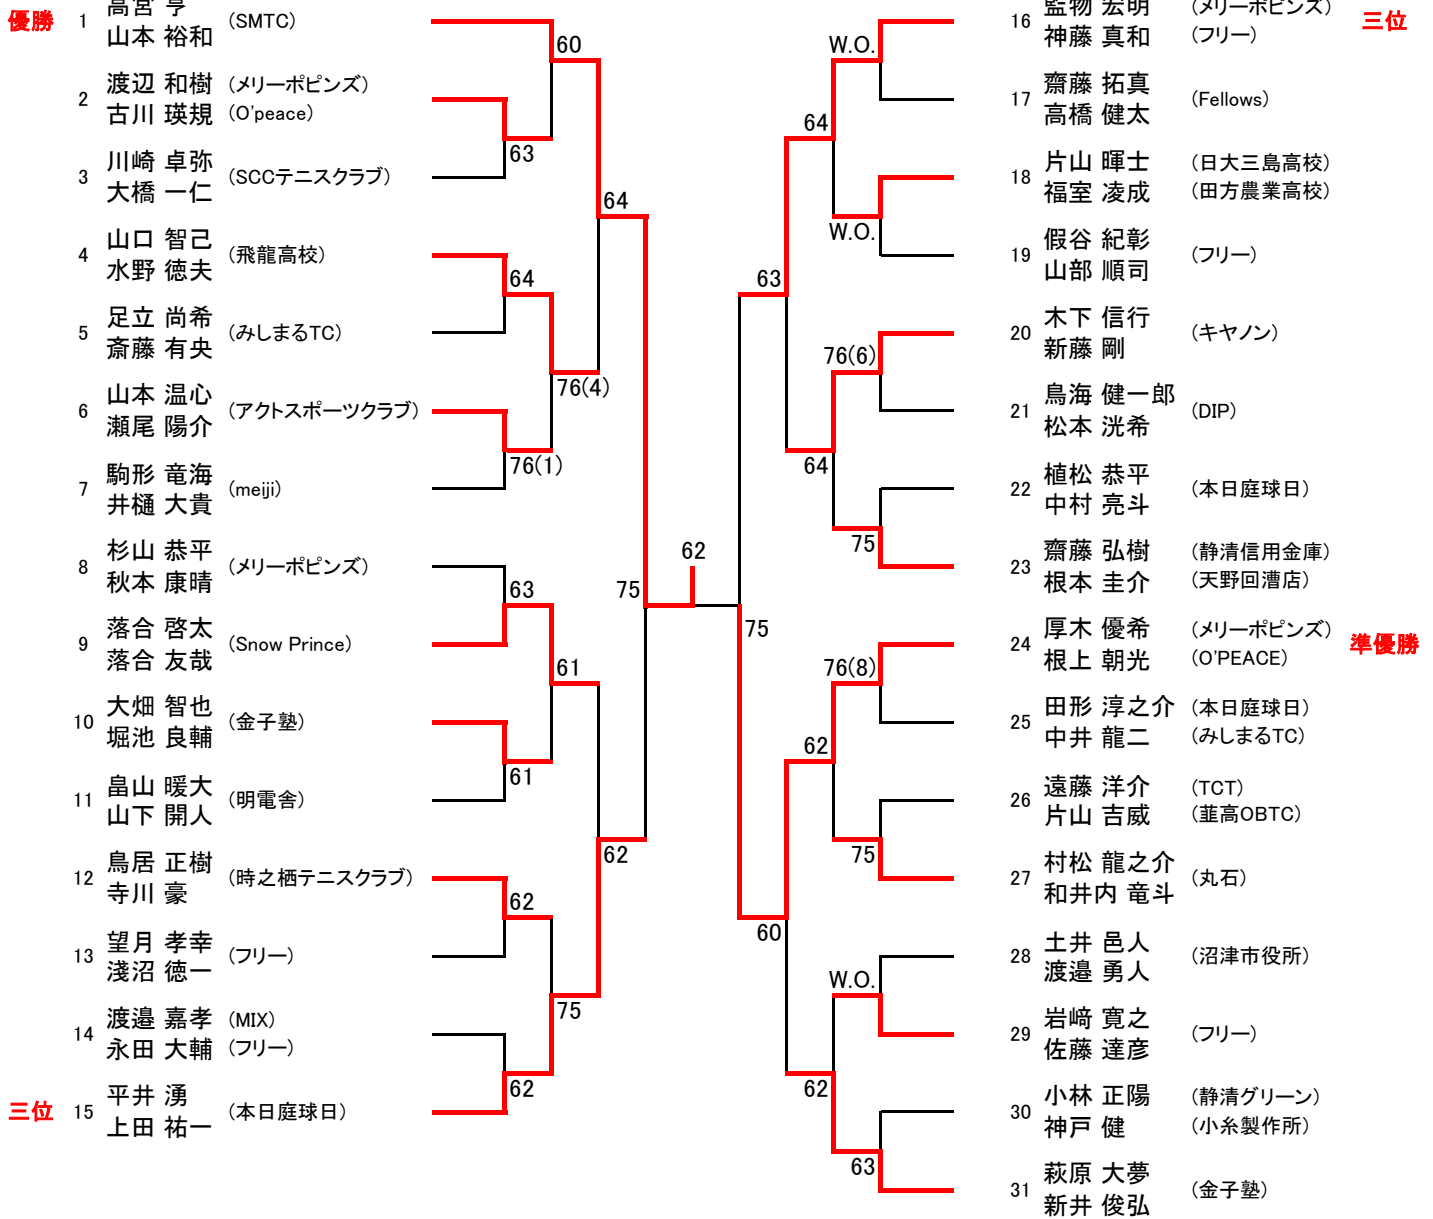 優勝 1 高宮 亨
山本 裕和 (SMTC)
2 渡辺 和樹 (メリーポピンズ)
古川 瑛規 (O'peace)
3 川崎 卓弥
大橋 一仁 (SCCテニスクラブ)
4 山口 智己
水野 徳夫 (飛龍高校)
5 足立 尚希
斎藤 有央 (みしまるTC)
6 山本 温心
瀬尾 陽介 (アクトスポーツクラブ)
7 駒形 竜海
井樋 大貴 (meiji)
8 杉山 恭平
秋本 康晴 (メリーポピンズ)
9 落合 啓太
落合 友哉 (Snow Prince)
10 大畑 智也
堀池 良輔 (金子塾)
11 畠山 暖大
山下 開人 (明電舎)
12 鳥居 正樹
寺川 豪 (時之栖テニスクラブ)
13 望月 孝幸
淺沼 徳一 (フリー)
14 渡邉 嘉孝 (MIX)
永田 大輔 (フリー)
三位 15 平井 湧
上田 祐一 (本日庭球日)
60
63
64
64
76(4)
76(1)
63
61
61
62
62
75
62
75
62
75
63
64
W.O.
W.O.
76(6)
64
75
76(8)
62
75
60
W.O.
62
63
16 監物 宏明 (メリーポピンズ) 三位
神藤 真和 (フリー)
17 齋藤 拓真
高橋 健太 (Fellows)
18 片山 暉士 (日大三島高校)
福室 凌成 (田方農業高校)
19 假谷 紀彰
山部 順司 (フリー)
20 木下 信行
新藤 剛 (キヤノン)
21 鳥海 健一郎
松本 洸希 (DIP)
22 植松 恭平
中村 亮斗 (本日庭球日)
23 齋藤 弘樹 (静清信用金庫)
根本 圭介 (天野回漕店)
24 厚木 優希 (メリーポピンズ) 準優勝
根上 朝光 (O'PEACE)
25 田形 淳之介 (本日庭球日)
中井 龍二 (みしまるTC)
26 遠藤 洋介 (TCT)
片山 吉威 (韮高OBTC)
27 村松 龍之介
和井内 竜斗 (丸石)
28 土井 邑人
渡邉 勇人 (沼津市役所)
29 岩﨑 寛之
佐藤 達彦 (フリー)
30 小林 正陽 (静清グリーン)
神戸 健 (小糸製作所)
31 萩原 大夢
新井 俊弘 (金子塾)